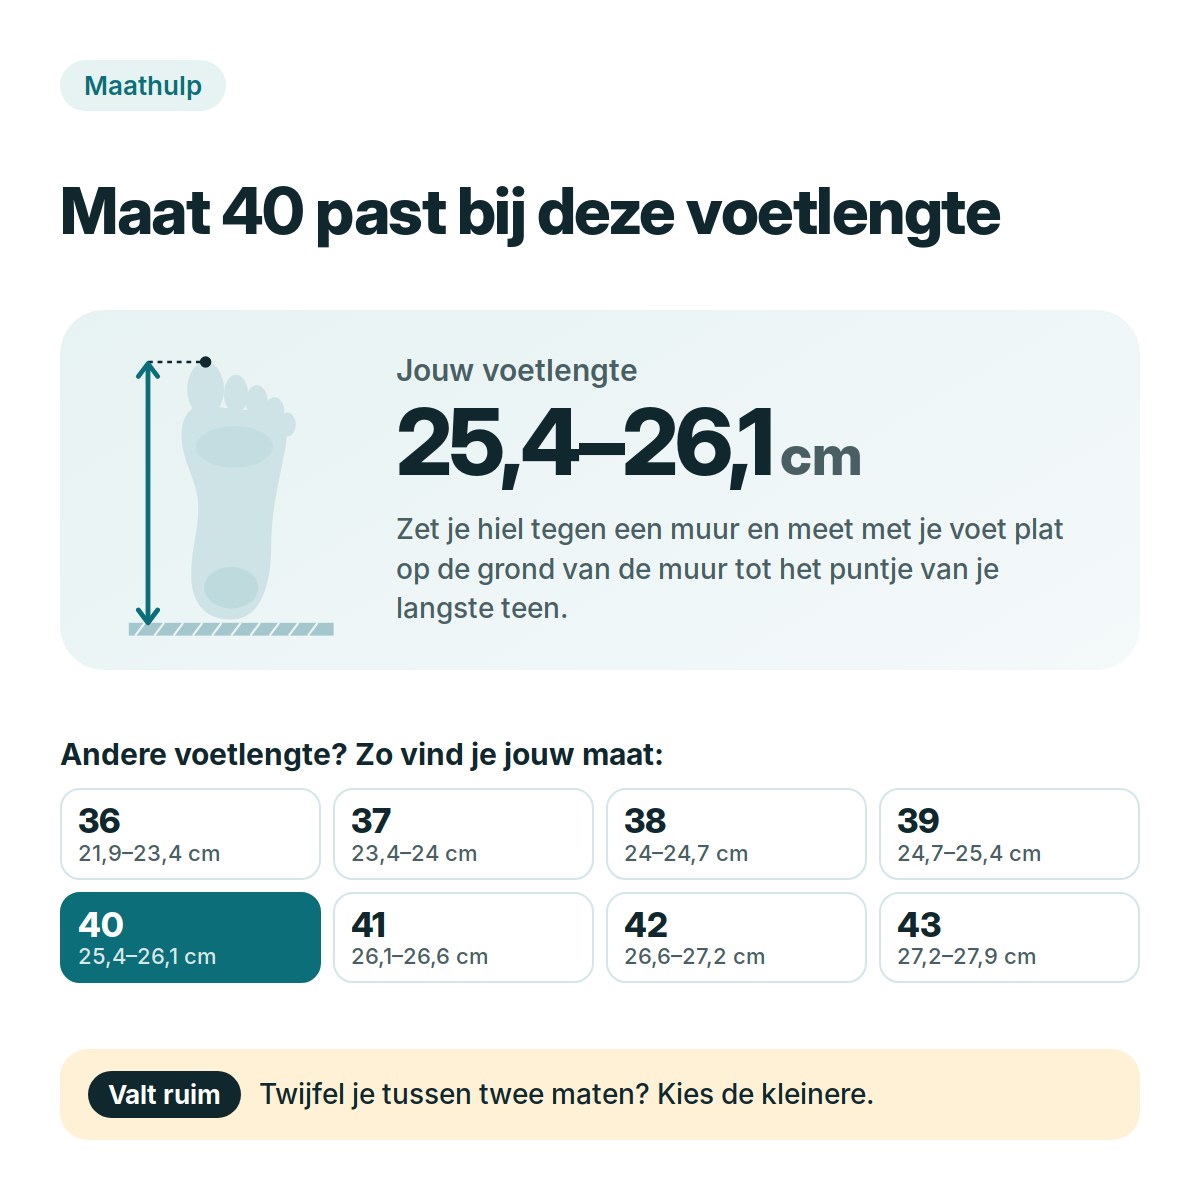 Maathulp
Maat 40 past bij deze voetlengte
Jouw voetlengte
25,4–26,1 cm
Zet je hiel tegen een muur en meet met je voet plat
op de grond van de muur tot het puntje van je
langste teen.
Andere voetlengte? Zo vind je jouw maat:
36
21,9–23,4 cm
37
23,4–24 cm
38
24–24,7 cm
39
24,7–25,4 cm
40
25,4–26,1 cm
41
26,1–26,6 cm
42
26,6–27,2 cm
43
27,2–27,9 cm
Valt ruim Twijfel je tussen twee maten? Kies de kleinere.